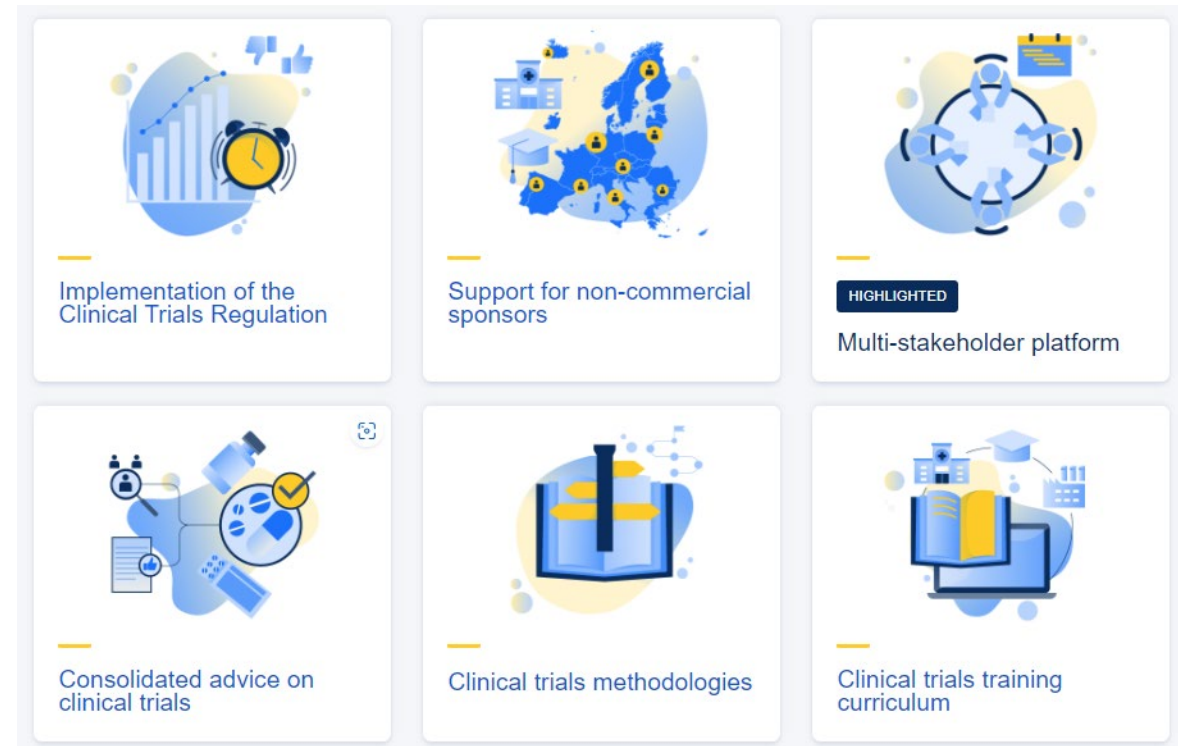 Implementation of the
Clinical Trials Regulation
Support for non-commercial
sponsors
HIGHLIGHTED
Multi-stakeholder platform
Consolidated advice on
clinical trials
Clinical trials methodologies
Clinical trials training
curriculum